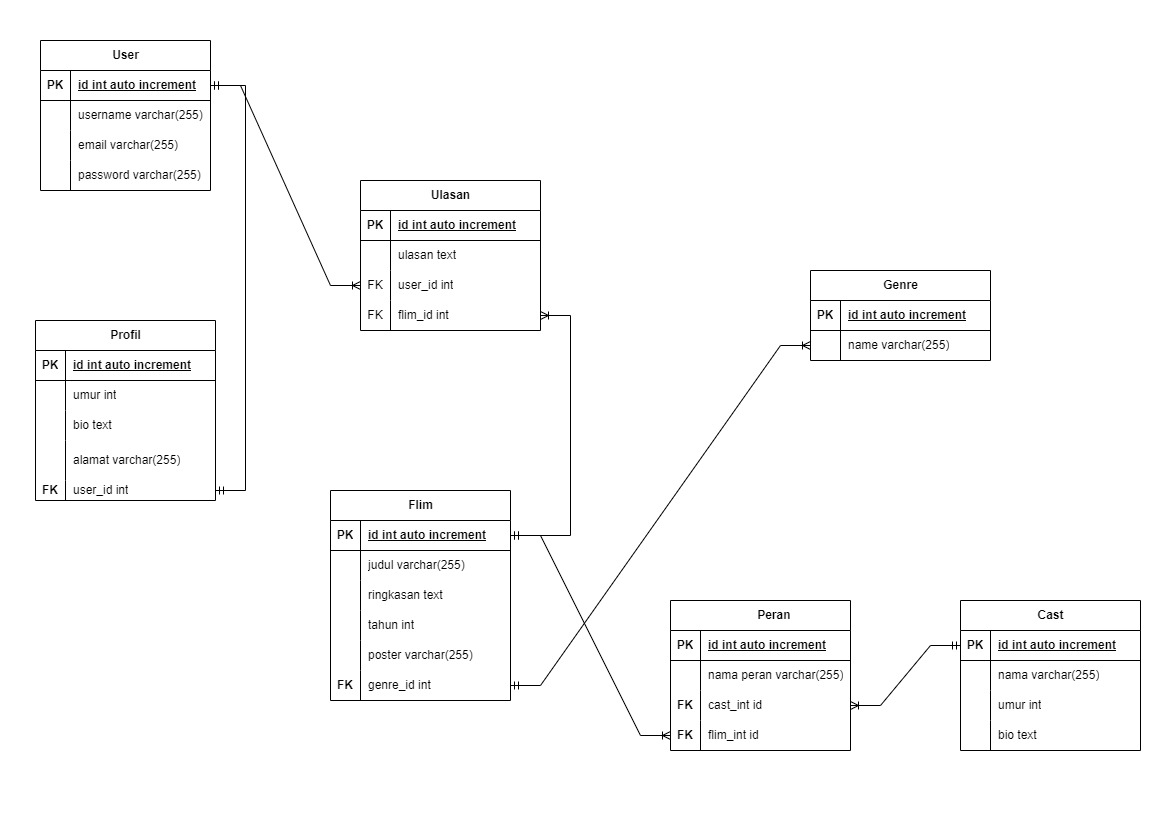 User
PK id int auto increment
username varchar(255)
email varchar(255)
password varchar(255)
Ulasan
PK id int auto increment
ulasan text
FK user_id int
FK flim_id int
Genre
PK id int auto increment
name varchar(255)
Profil
PK id int auto increment
umur int
bio text
alamat varchar(255)
FK user_id int
Flim
PK id int auto increment
judul varchar(255)
ringkasan text
tahun int
poster varchar(255)
FK genre_id int
Peran
PK id int auto increment
nama peran varchar(255)
FK cast_int id
FK flim_int id
Cast
PK id int auto increment
nama varchar(255)
umur int
bio text